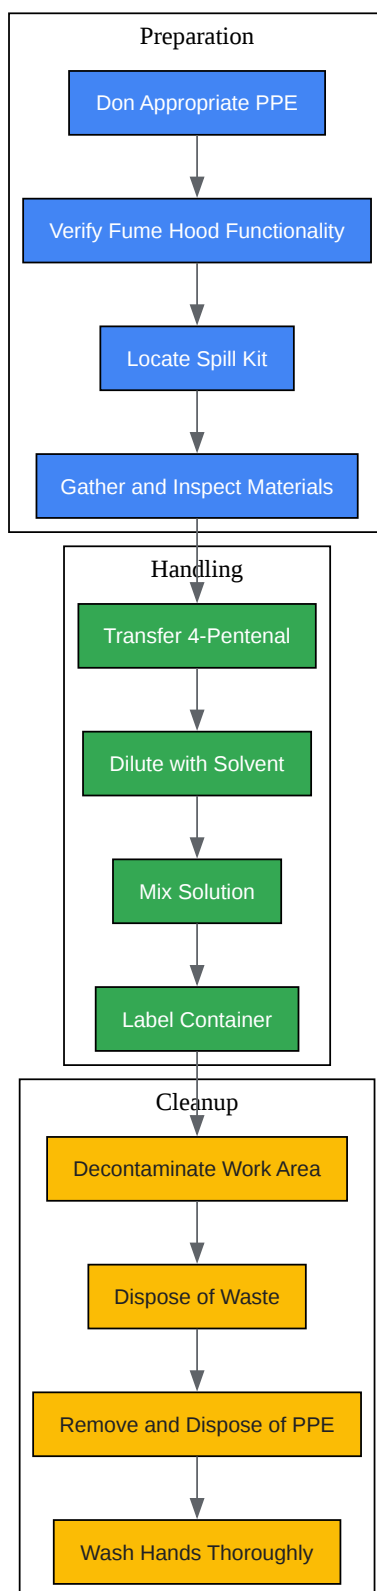 Preparation
Don Appropriate PPE
Verify Fume Hood Functionality
Locate Spill Kit
Gather and Inspect Materials
Handling
Transfer 4-Pentenal
Dilute with Solvent
Mix Solution
Label Container
Cleanup
Decontaminate Work Area
Dispose of Waste
Remove and Dispose of PPE
Wash Hands Thoroughly